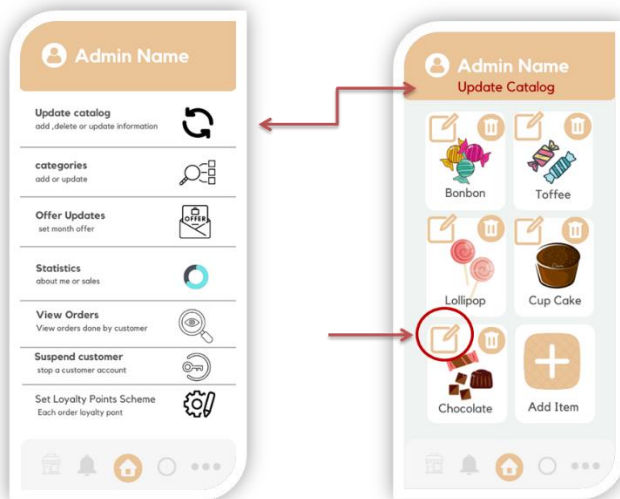 Admin Name
Update catalog
add ,delete or update information
categories
add or update
Offer Updates
set month offer
OFFER
Statistics
about me or sales
View Orders
View orders done by customer
Suspend customer
stop a customer account
Set Loyalty Points Scheme
Each order loyalty pont
Admin Name
Update Catalog
Bonbon
Toffee
Lollipop
Cup Cake
Chocolate
Add Item